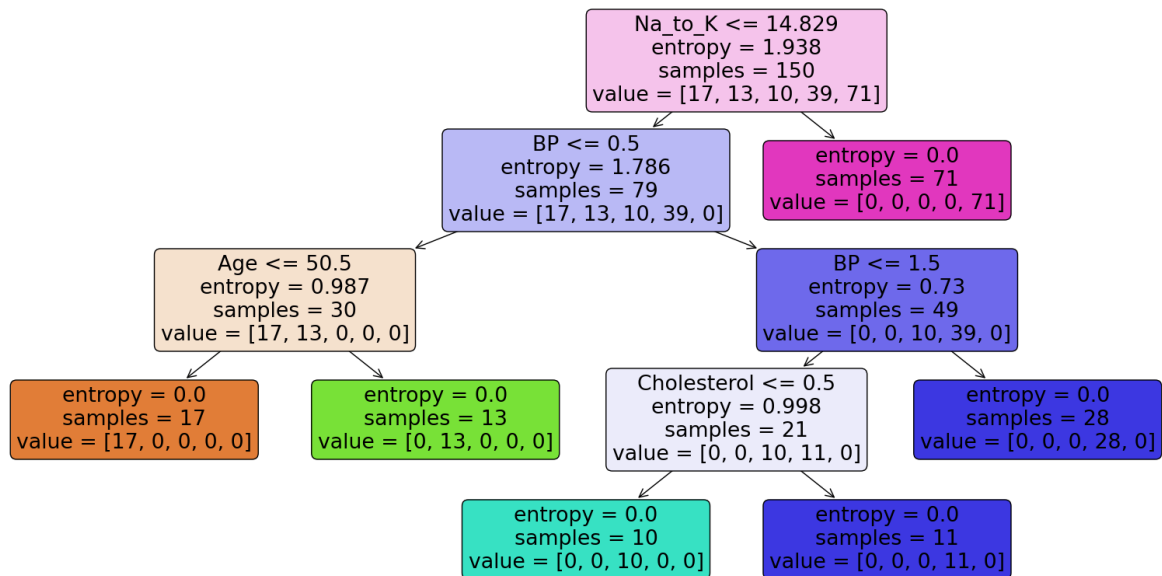 Na_to_K <= 14.829
entropy = 1.938
samples = 150
value = [17, 13, 10, 39, 71]
BP <= 0.5
entropy = 1.786
samples = 79
value = [17, 13, 10, 39, 0]
entropy = 0.0
samples = 71
value = [0, 0, 0, 0, 71]
Age <= 50.5
entropy = 0.987
samples = 30
value = [17, 13, 0, 0, 0]
BP <= 1.5
entropy = 0.73
samples = 49
value = [0, 0, 10, 39, 0]
entropy = 0.0
samples = 17
value = [17, 0, 0, 0, 0]
entropy = 0.0
samples = 13
value = [0, 13, 0, 0, 0]
Cholesterol <= 0.5
entropy = 0.998
samples = 21
value = [0, 0, 10, 11, 0]
entropy = 0.0
samples = 28
value = [0, 0, 0, 28, 0]
entropy = 0.0
samples = 10
value = [0, 0, 10, 0, 0]
entropy = 0.0
samples = 11
value = [0, 0, 0, 11, 0]